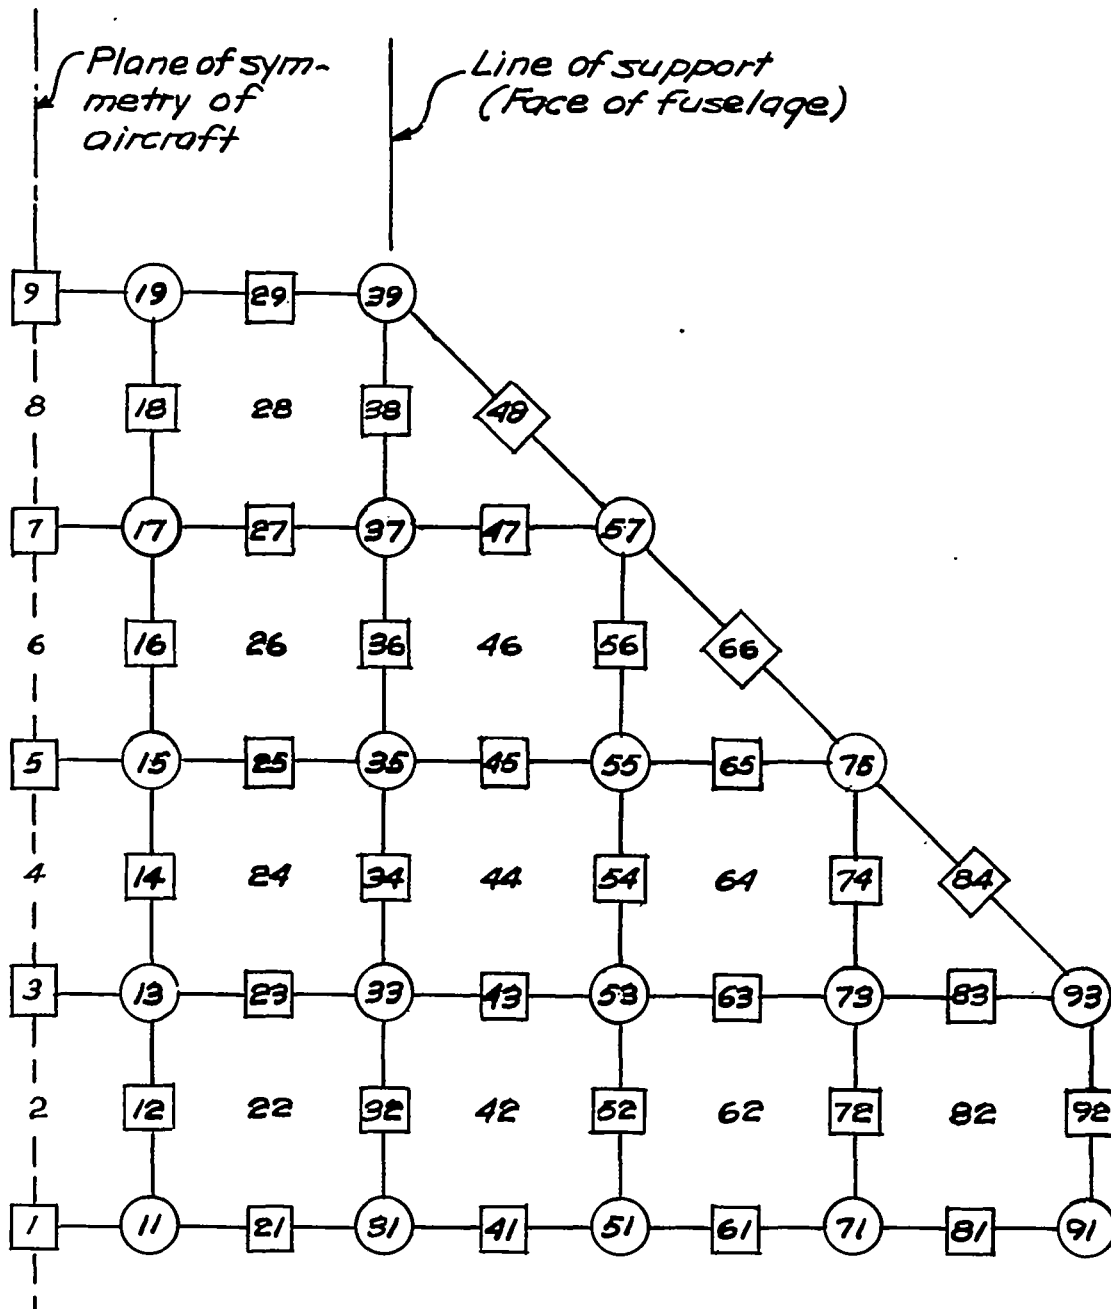 Plane of sym-
metry of
aircraft
Line of support
(Face of fuselage)
9 19 29 39
8 18 28 38 48
7 17 27 37 47 57
6 16 26 36 46 56 66
5 15 25 35 45 55 65 75
4 14 24 34 44 54 64 74 84
3 13 23 33 43 53 63 73 83 93
2 12 22 32 42 52 62 72 82 92
1 11 21 31 41 51 61 71 81 91